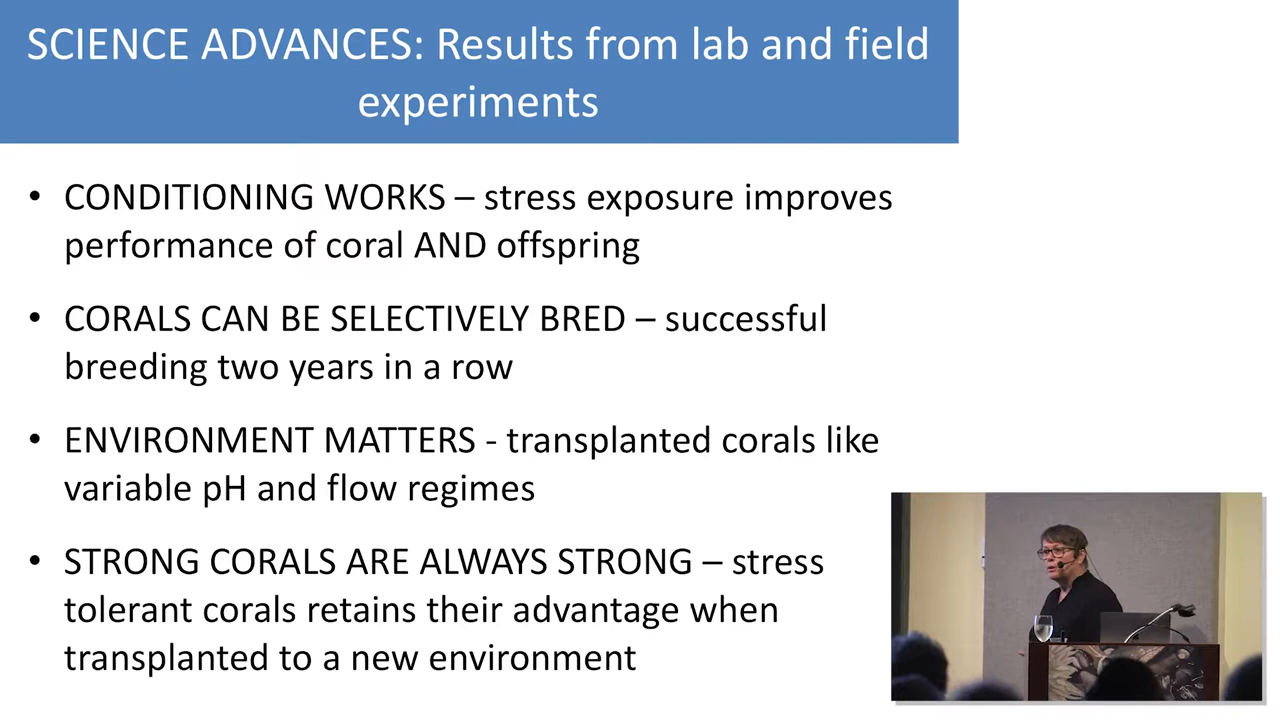 SCIENCE ADVANCES: Results from lab and field
experiments
• CONDITIONING WORKS – stress exposure improves
performance of coral AND offspring
• CORALS CAN BE SELECTIVELY BRED – successful
breeding two years in a row
• ENVIRONMENT MATTERS - transplanted corals like
variable pH and flow regimes
• STRONG CORALS ARE ALWAYS STRONG – stress
tolerant corals retains their advantage when
transplanted to a new environment